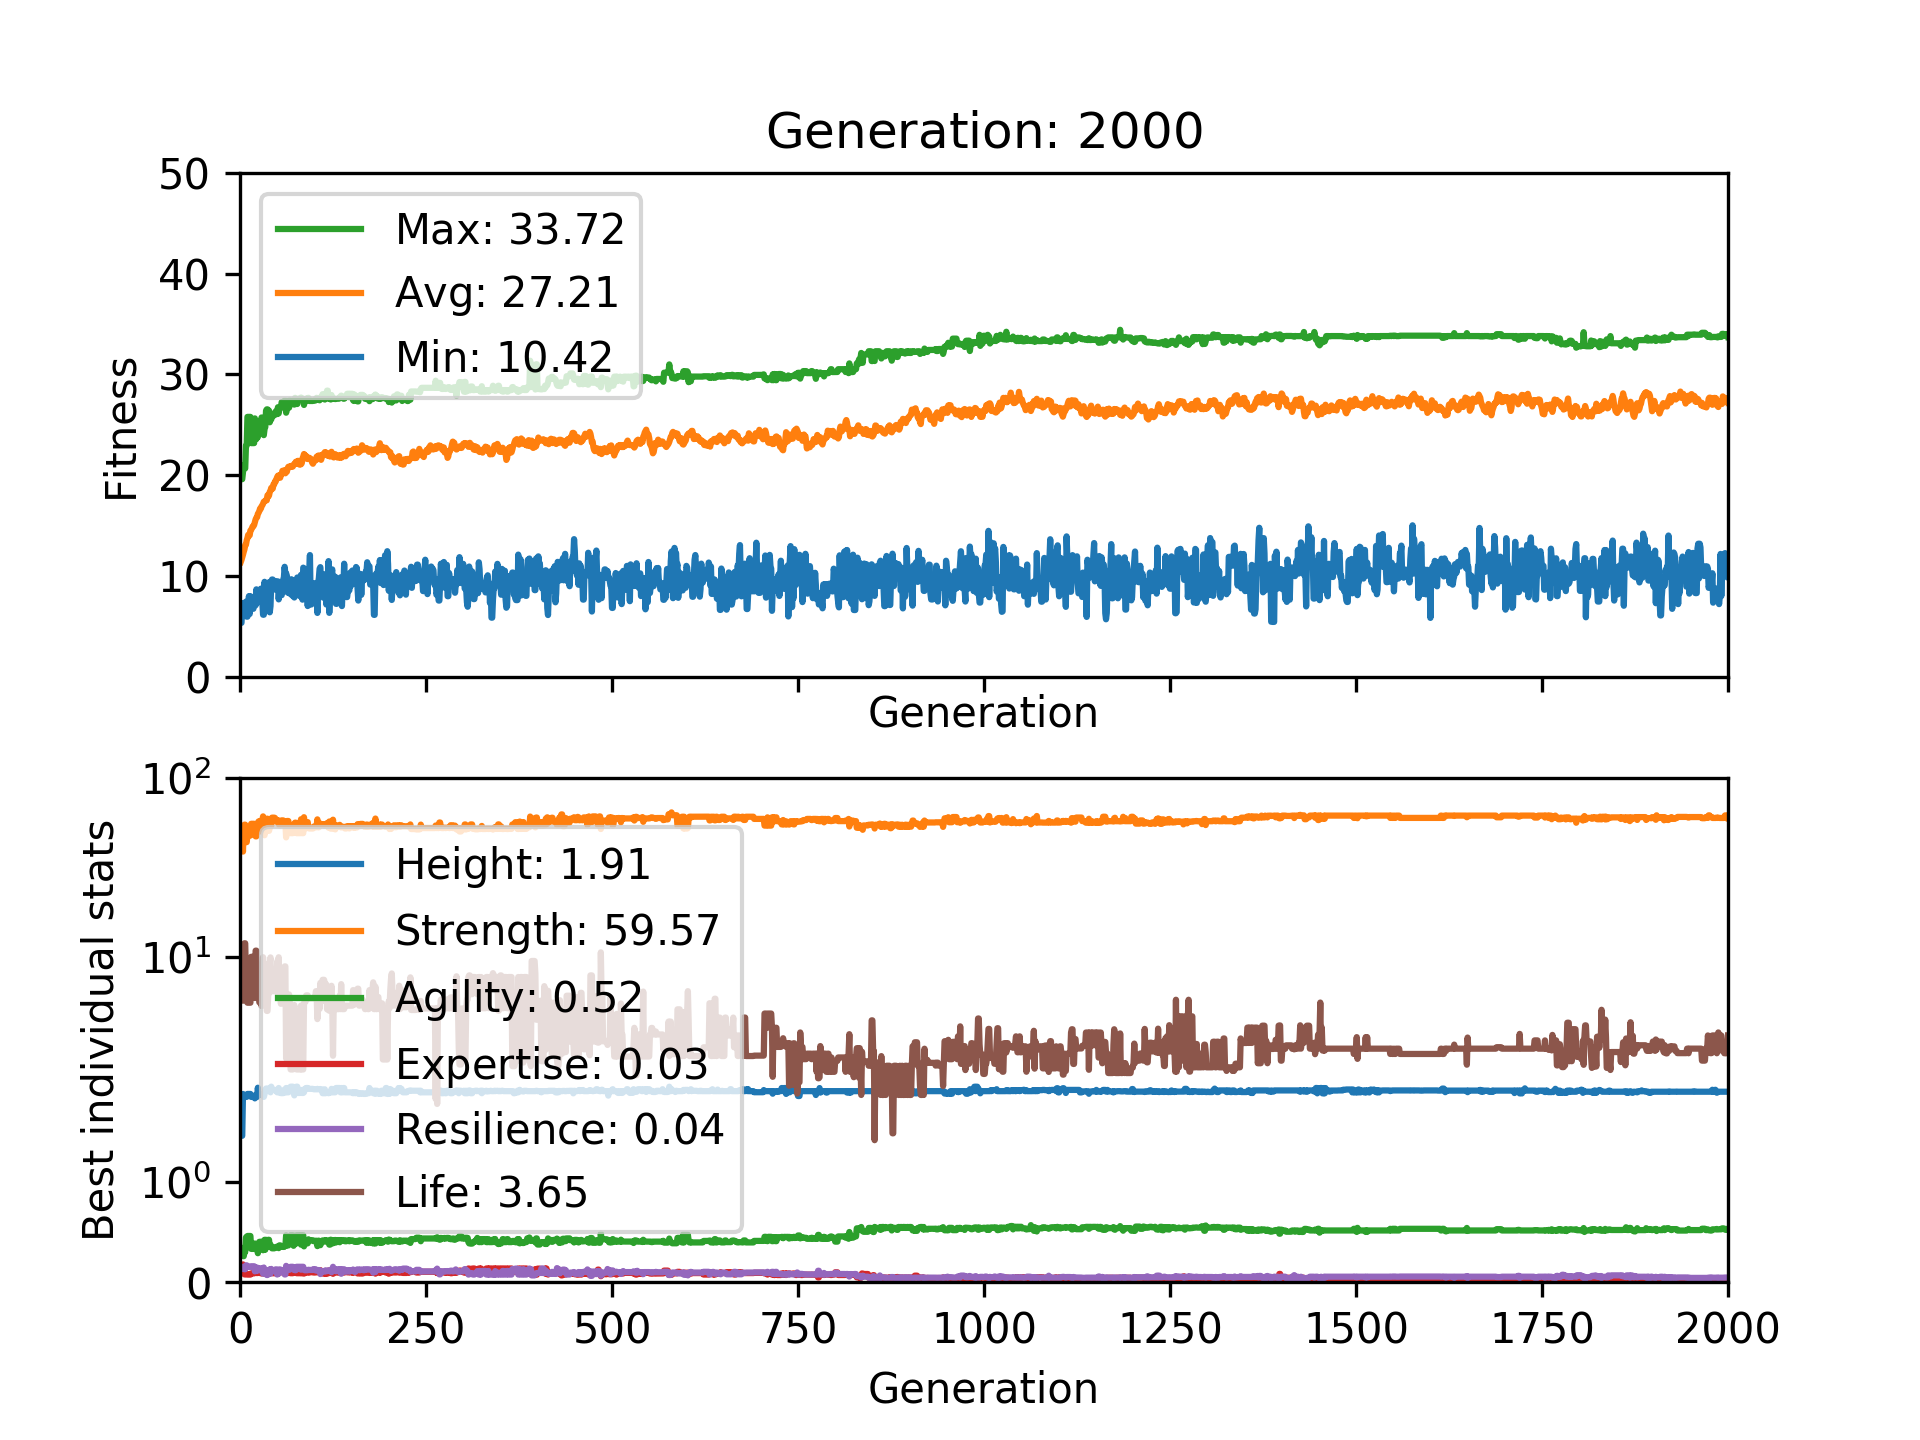 Generation: 2000
50
40
30
20
10
0
Fitness
Max: 33.72
Avg: 27.21
Min: 10.42
Generation
10²
10¹
10⁰
0
Best individual stats
Height: 1.91
Strength: 59.57
Agility: 0.52
Expertise: 0.03
Resilience: 0.04
Life: 3.65
0 250 500 750 1000 1250 1500 1750 2000
Generation